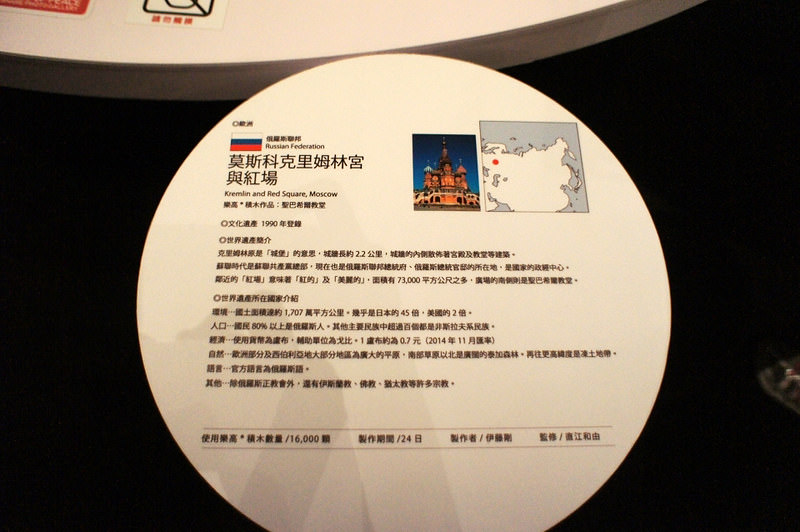 請勿觸摸
◎歐洲
俄羅斯聯邦
Russian Federation
莫斯科克里姆林宮
與紅場
Kremlin and Red Square, Moscow
樂高®積木作品：聖巴希爾教堂
◎文化遺產 1990 年登錄
◎世界遺產簡介
克里姆林原是「城堡」的意思，城牆長約 2.2 公里，城牆的內側散佈著宮殿及教堂等建築。
蘇聯時代是蘇聯共產黨總部，現在也是俄羅斯聯邦總統府、俄羅斯總統官邸的所在地，是國家的政經中心。
鄰近的「紅場」意味著「紅的」及「美麗的」，面積有 73,000 平方公尺之多，廣場的南側則是聖巴希爾教堂。
◎世界遺產所在國家介紹
環境⋯國土面積達約 1,707 萬平方公里。幾乎是日本的 45 倍，美國的 2 倍。
人口⋯國民 80% 以上是俄羅斯人。其他主要民族中超過百個都是非斯拉夫系民族。
經濟⋯使用貨幣為盧布，輔助單位為戈比。1 盧布約為 0.7 元（2014 年 11 月匯率）
自然⋯歐洲部分及西伯利亞地大部分地區為廣大的平原，南部草原以北是廣闊的泰加森林。再往更高緯度是凍土地帶。
語言⋯官方語言為俄羅斯語。
其他⋯除俄羅斯正教會外，還有伊斯蘭教、佛教、猶太教等許多宗教。
使用樂高®積木數量 /16,000 顆 製作期間 /24 日 製作者 / 伊藤剛 監修 / 直江和由